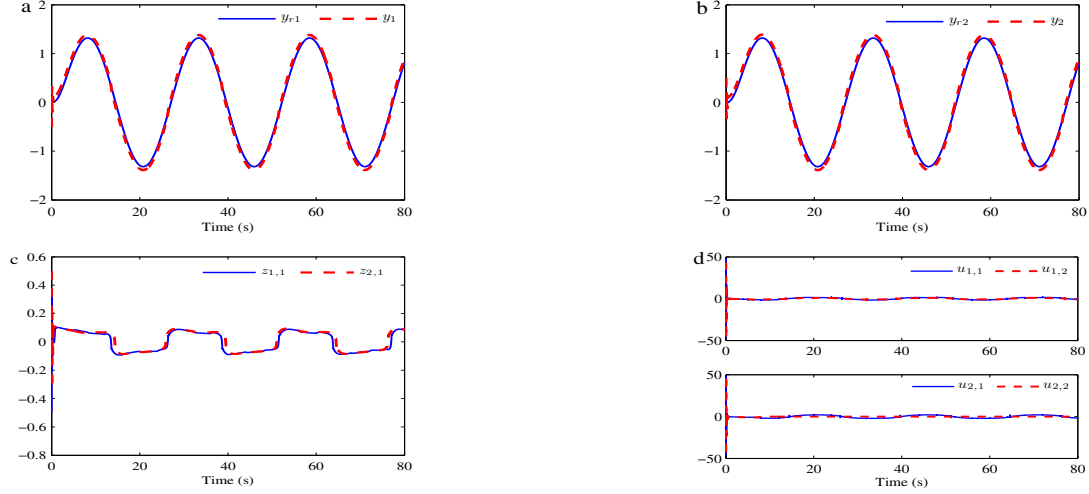 a
y_{r1} y_1
2
1
0
−1
−2
0 20 40 60 80
Time (s)
b
y_{r2} y_2
2
1
0
−1
−2
0 20 40 60 80
Time (s)
c
z_{1,1} z_{2,1}
0.6
0.4
0.2
0
−0.2
−0.4
−0.6
−0.8
0 20 40 60 80
Time (s)
d
u_{1,1} u_{1,2}
50
0
−50
0 20 40 60 80
u_{2,1} u_{2,2}
50
0
−50
0 20 40 60 80
Time (s)